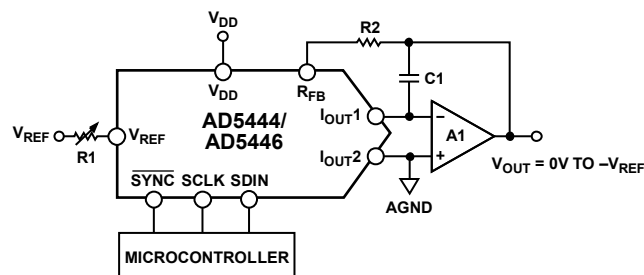 VDD
R2
VDD
RFB
C1
AD5444/
AD5446
IOUT1
VREF
R1
VREF
A1
IOUT2
VOUT = 0V TO –VREF
SYNC SCLK SDIN
AGND
MICROCONTROLLER